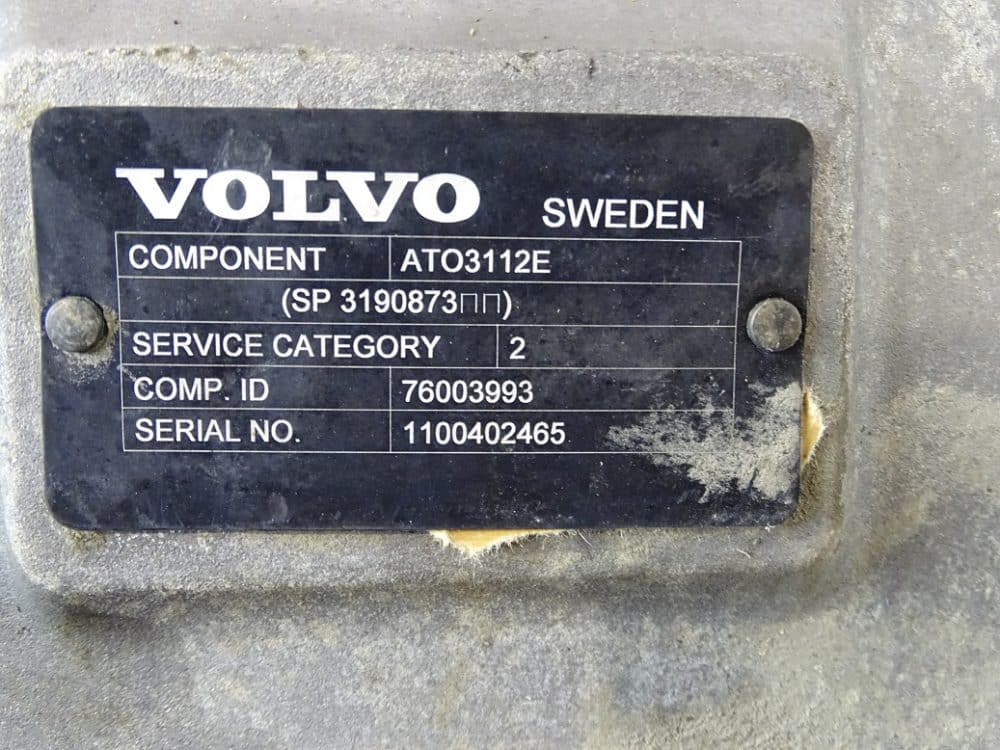 VOLVO SWEDEN
COMPONENT ATO3112E
(SP 3190873□□)
SERVICE CATEGORY 2
COMP. ID 76003993
SERIAL NO. 1100402465